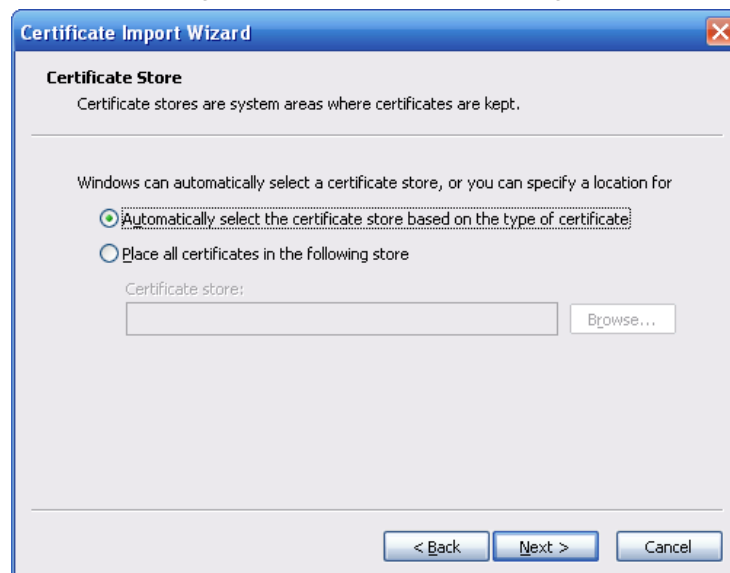 Certificate Import Wizard
Certificate Store
Certificate stores are system areas where certificates are kept.
Windows can automatically select a certificate store, or you can specify a location for
Automatically select the certificate store based on the type of certificate
Place all certificates in the following store
Certificate store:
Browse...
< Back Next > Cancel